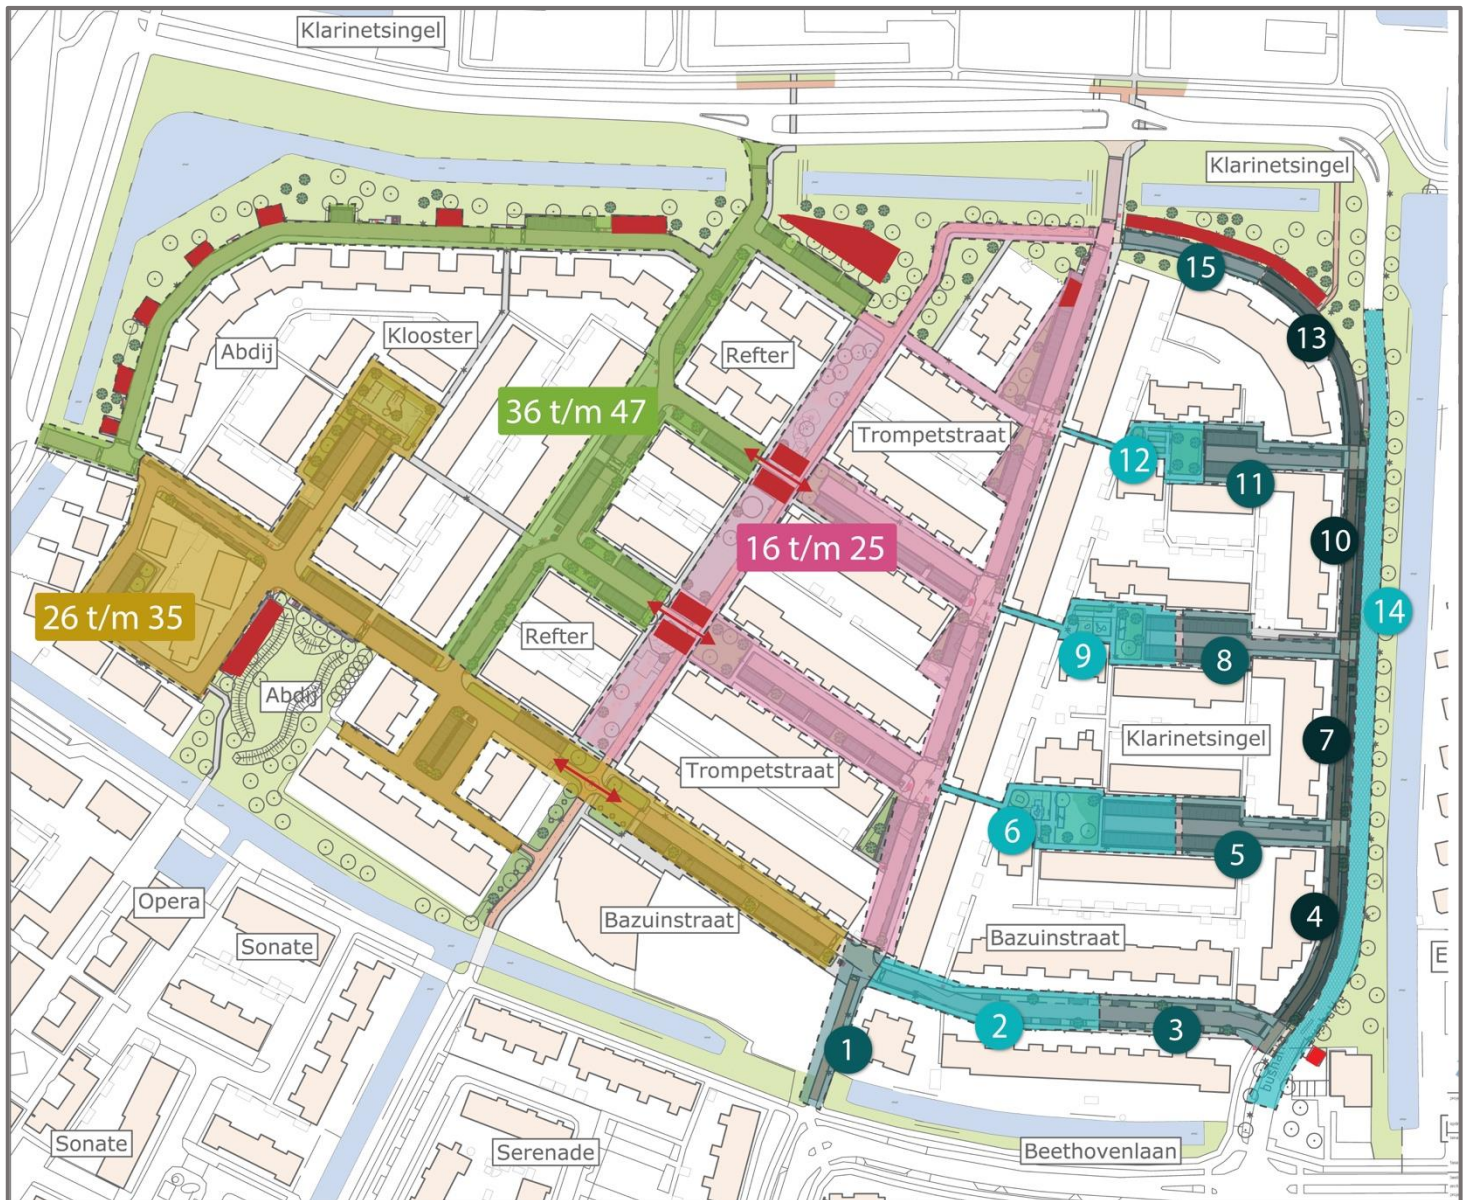 Klarinetsingel
Klarinetsingel
15
13
Abdij
Klooster
Refter
36 t/m 47
Trompetstraat
12
11
16 t/m 25
10
26 t/m 35
14
Refter
9
8
Abdij
Klarinetsingel
7
Trompetstraat
6
5
Opera
Bazuinstraat
4
Sonate
Bazuinstraat
E
2
3
1
Sonate
Serenade
Beethovenlaan